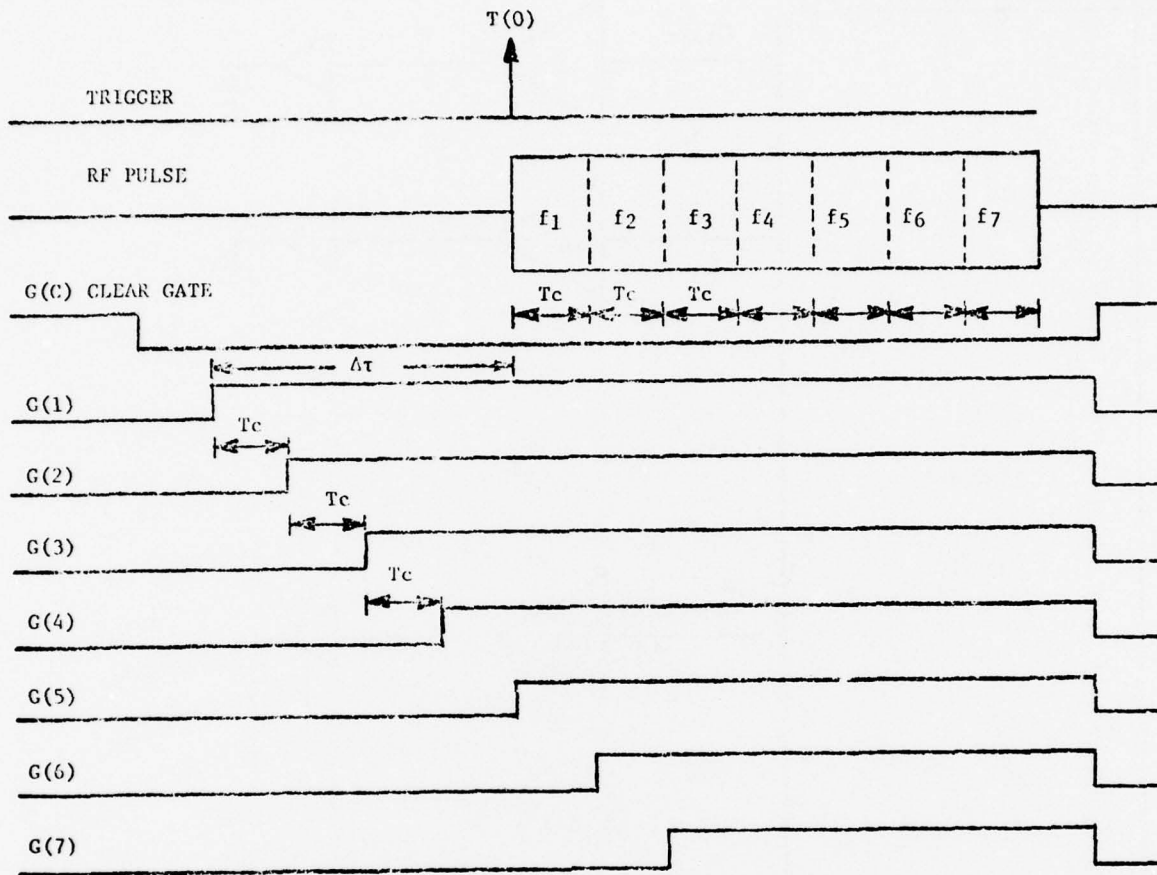 T(0)
TRIGGER
RF PULSE
f1 f2 f3 f4 f5 f6 f7
G(C) CLEAR GATE
Tc Tc Tc
Δτ
G(1)
Tc
G(2)
Tc
G(3)
Tc
G(4)
G(5)
G(6)
G(7)